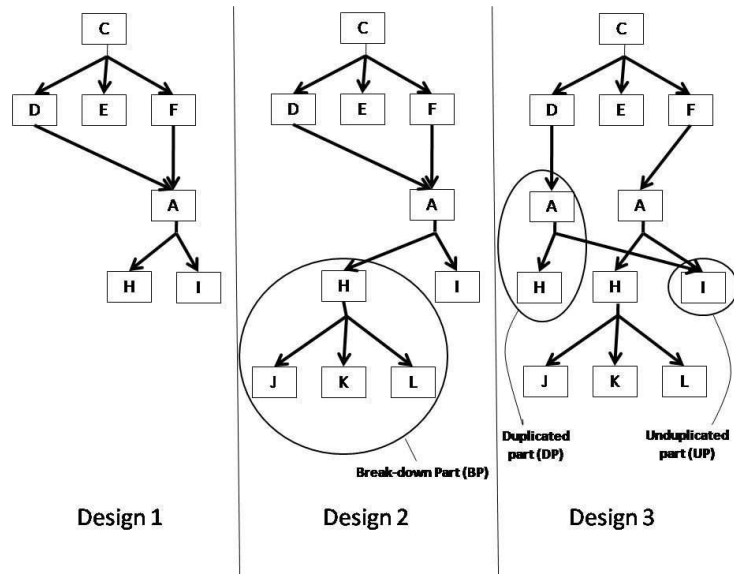 C
C
C
D E F
D E F
D F E
A
A
A A
H I
H I
H H I
J K L
J K L
Duplicated
part (DP)
Unduplicated
part (UP)
Break-down Part (BP)
Design 1
Design 2
Design 3